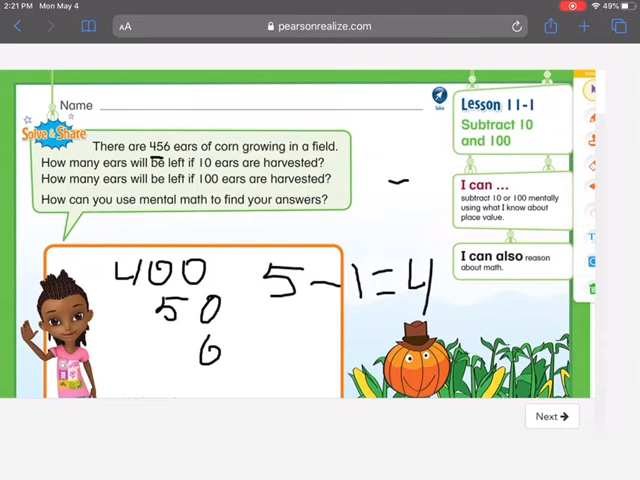 2:21 PM Mon May 4
49%
AA
pearsonrealize.com
Name
Solve
Lesson 11-1
Subtract 10
and 100
Solve & Share
There are 456 ears of corn growing in a field.
How many ears will be left if 10 ears are harvested?
How many ears will be left if 100 ears are harvested?
How can you use mental math to find your answers?
I can ...
subtract 10 or 100 mentally
using what I know about
place value.
I can also reason
about math.
400
50
6
5-1=4
Next